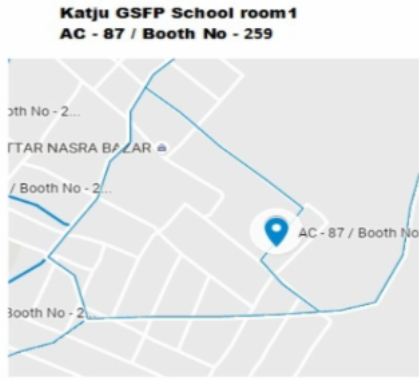 Katju GSFP School room1
AC - 87 / Booth No - 259
oth No - 2...
TTAR NASRA BAZAR
/ Booth No - 2...
AC - 87 / Booth No
Booth No - 2...